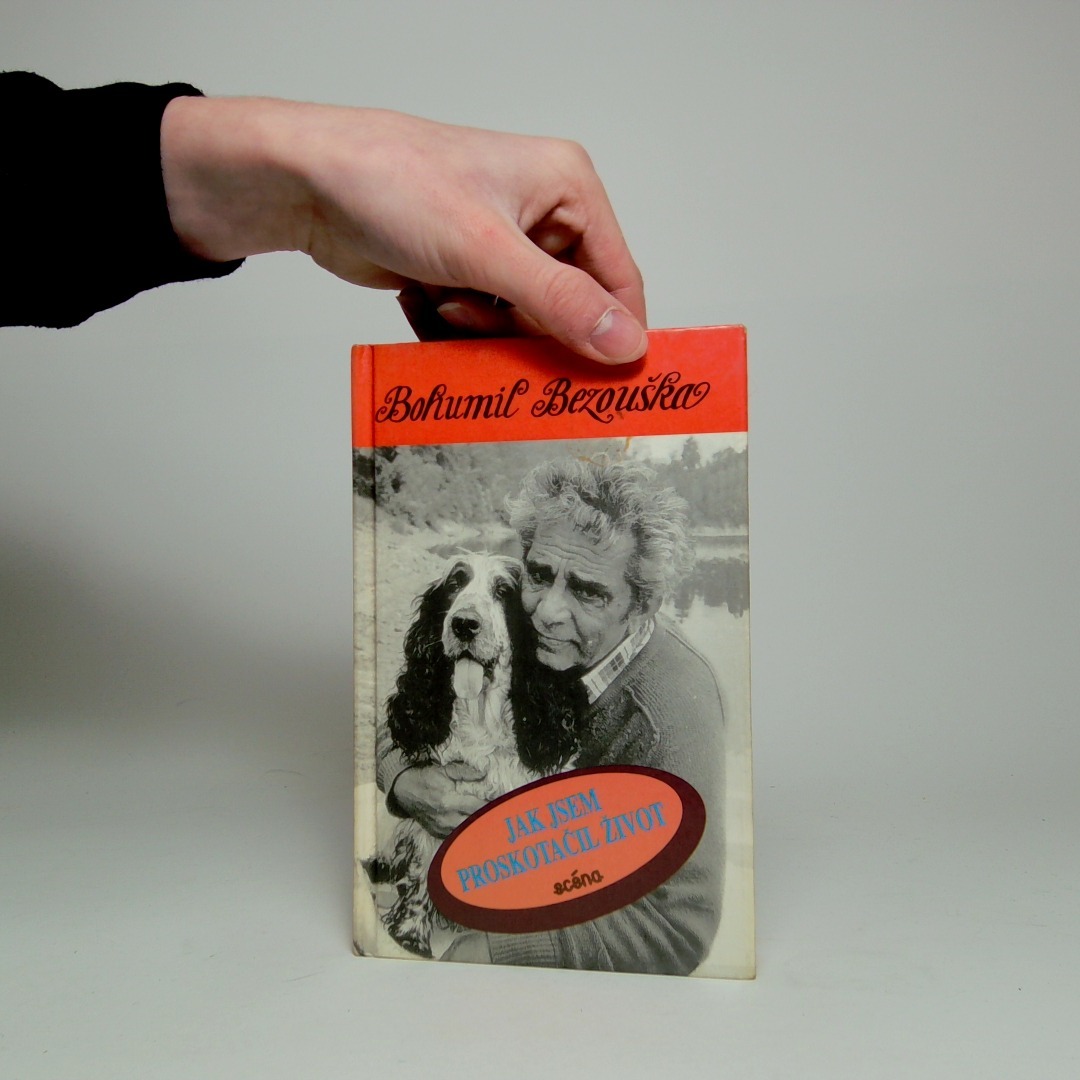 Bohumil Bezouška
JAK JSEM
PROSKOTAČIL ŽIVOT
scéna